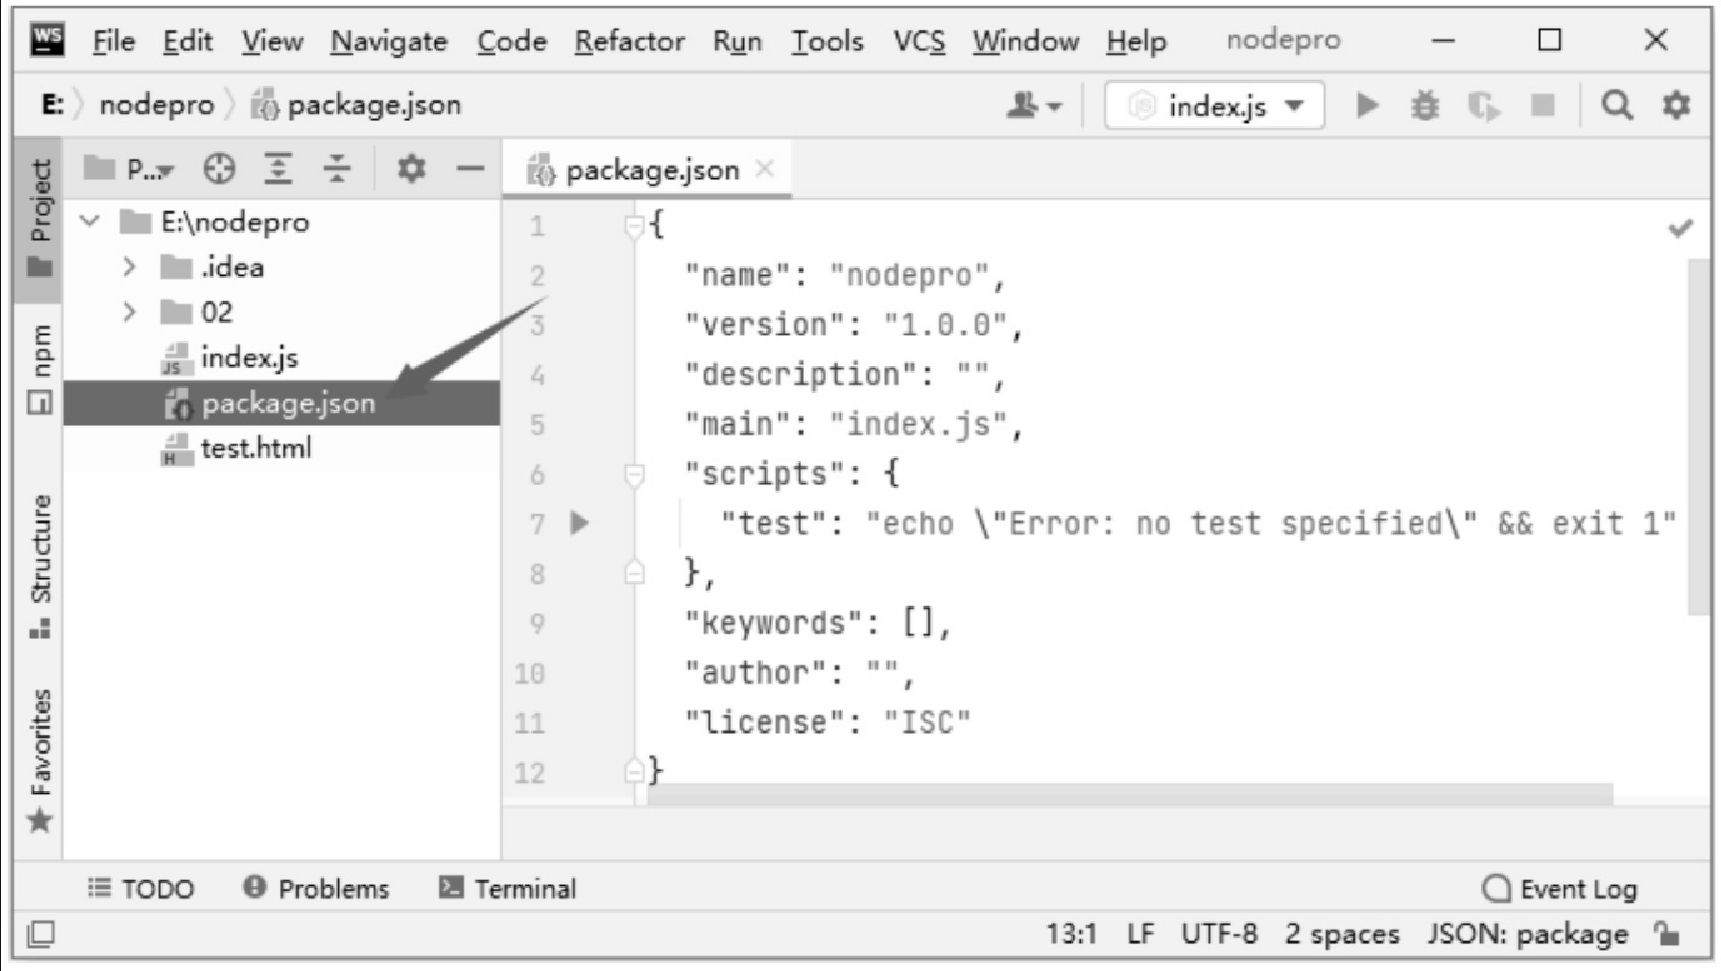 WS File Edit View Navigate Code Refactor Run Tools VCS Window Help nodepro
E: nodepro package.json index.js
P... package.json
Project
npm
Structure
Favorites
E:\nodepro
.idea
02
index.js
package.json
test.html
1 {
2 "name": "nodepro",
3 "version": "1.0.0",
4 "description": "",
5 "main": "index.js",
6 "scripts": {
7 "test": "echo \"Error: no test specified\" && exit 1"
8 },
9 "keywords": [],
10 "author": "",
11 "license": "ISC"
12 }
TODO Problems Terminal Event Log
13:1 LF UTF-8 2 spaces JSON: package